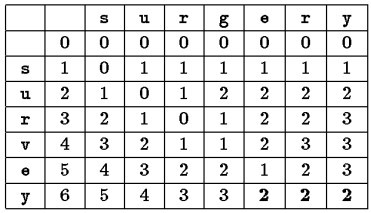 s u r g e r y
0 0 0 0 0 0 0 0
s 1 0 1 1 1 1 1 1
u 2 1 0 1 2 2 2 2
r 3 2 1 0 1 2 2 3
v 4 3 2 1 1 2 3 3
e 5 4 3 2 2 1 2 3
y 6 5 4 3 3 2 2 2